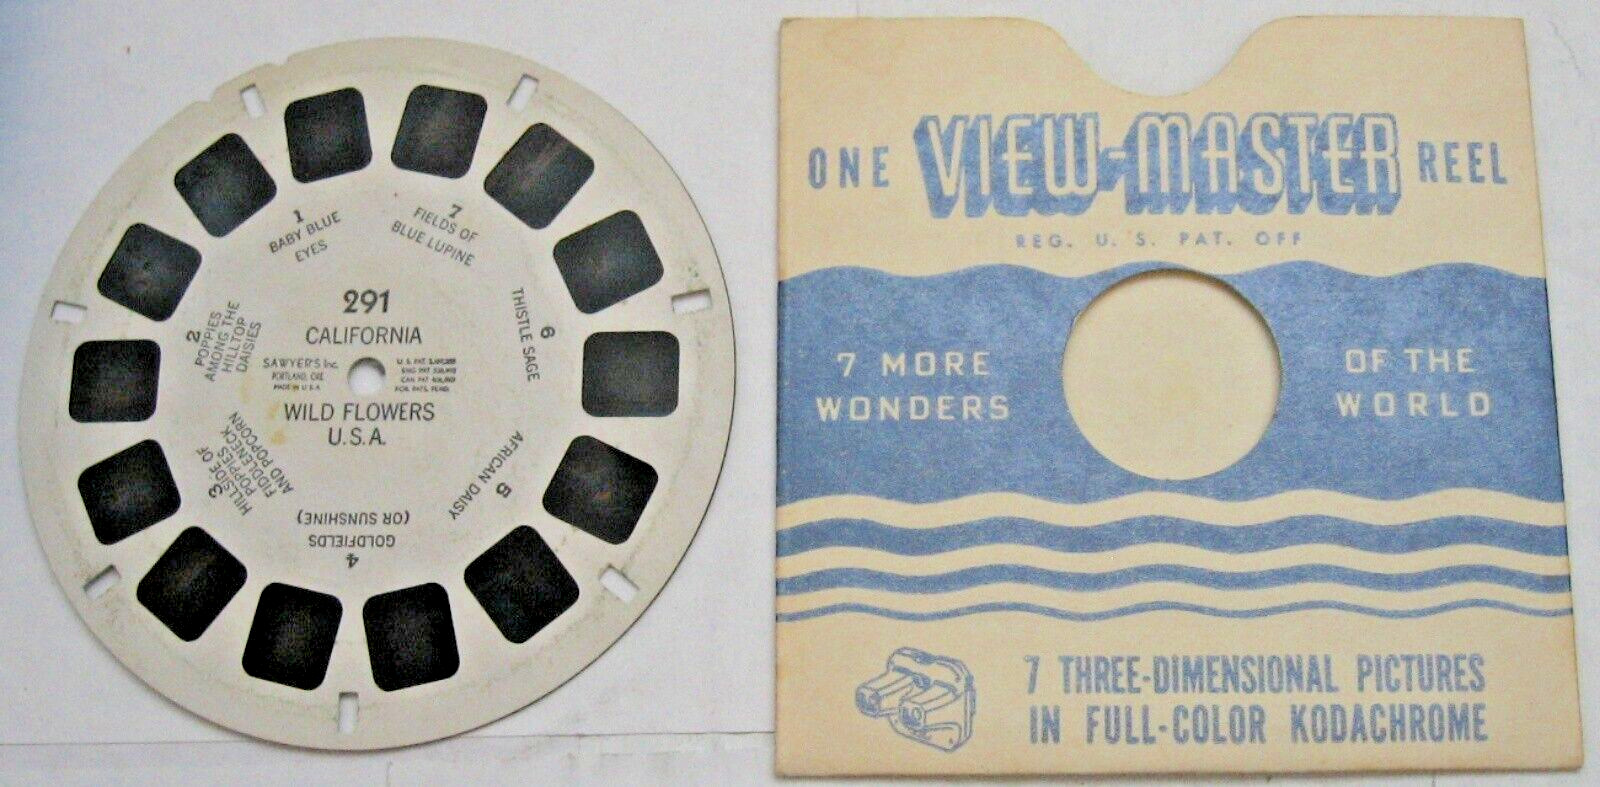 1
BABY BLUE
EYES
7
FIELDS OF
BLUE LUPINE
2
POPPIES
AMONG THE
HILLTOP
DAISIES
291
CALIFORNIA
SAWYER'S Inc.
PORTLAND, ORE.
MADE IN U.S.A.
WILD FLOWERS
U.S.A.
6
THISTLE SAGE
3
HILLSIDE OF
POPPIES
FIDDLENECK
AND POPCORN
4
GOLDFIELDS
(OR SUNSHINE)
5
AFRICAN DAISY
ONE VIEW-MASTER REEL
REG. U. S. PAT. OFF
7 MORE
WONDERS
OF THE
WORLD
7 THREE-DIMENSIONAL PICTURES
IN FULL-COLOR KODACHROME